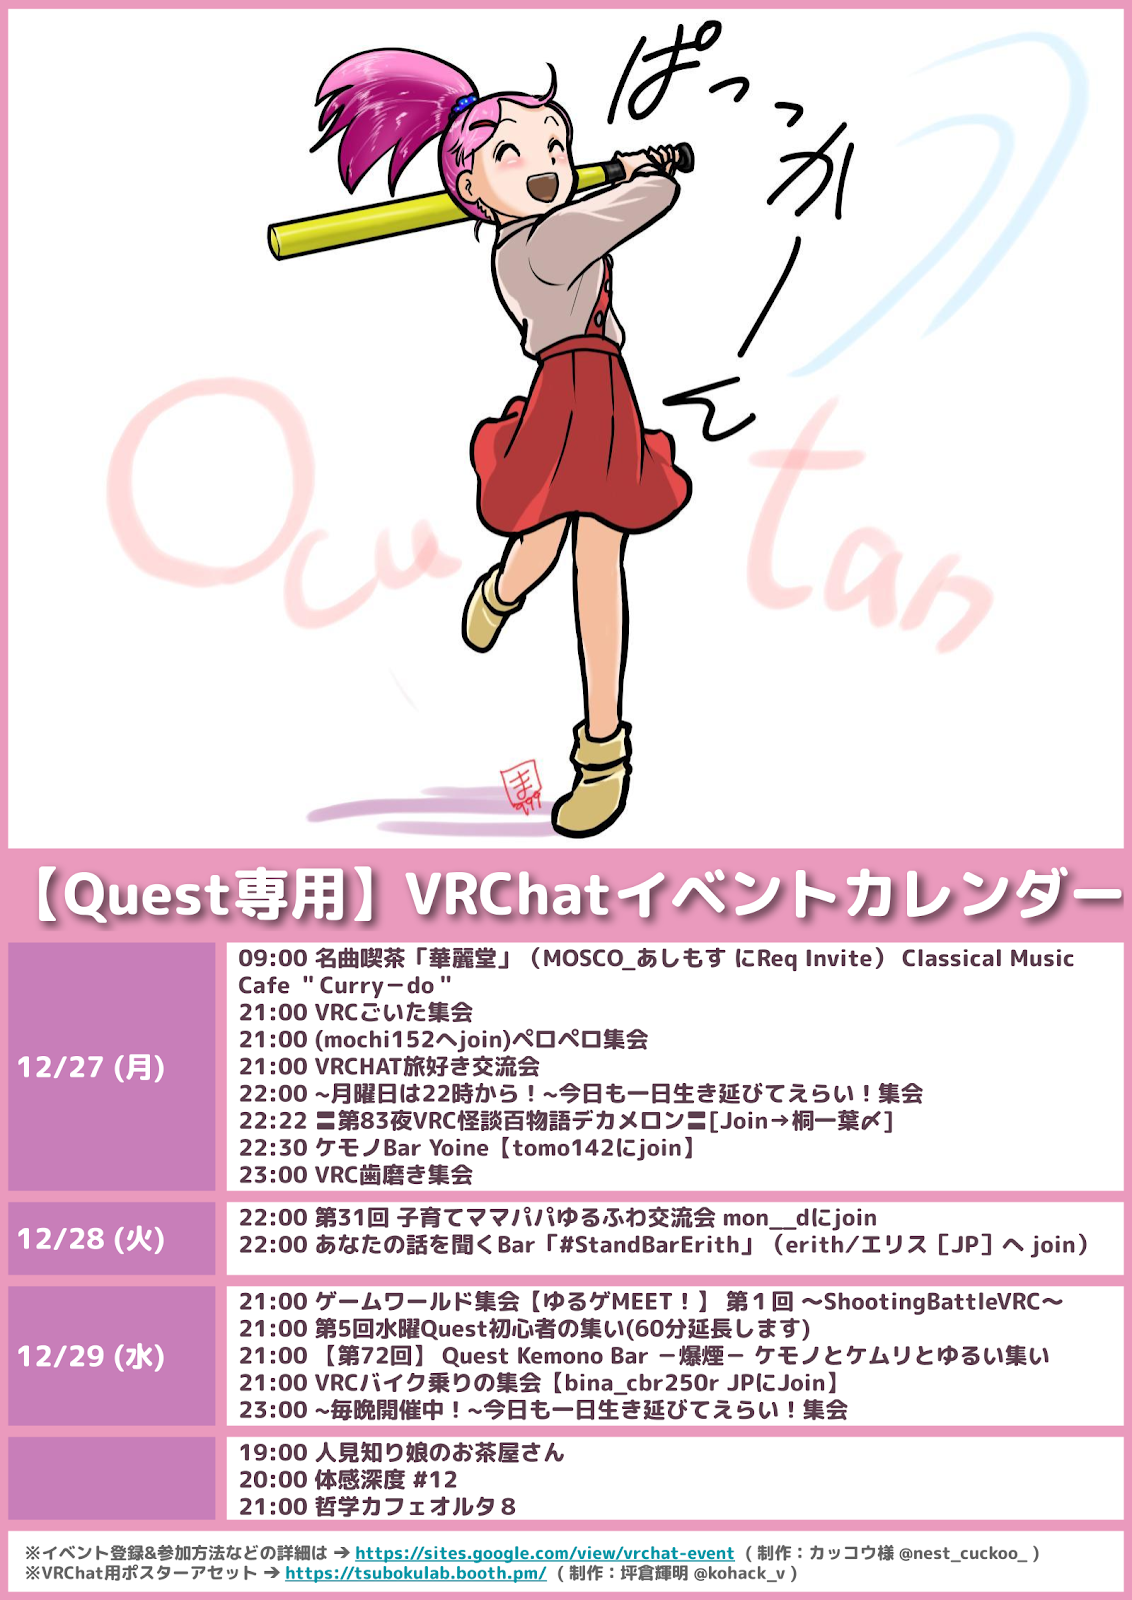 ぱっっかーん
Ocu tan
ま
999
【Quest専用】VRChatイベントカレンダー
12/27 (月)
09:00 名曲喫茶「華麗堂」（MOSCO_あしもす にReq Invite） Classical Music
Cafe ＂Curry－do＂
21:00 VRCごいた集会
21:00 (mochi152へjoin)ペロペロ集会
21:00 VRCHAT旅好き交流会
22:00 ~月曜日は22時から！~今日も一日生き延びてえらい！集会
22:22 〓第83夜VRC怪談百物語デカメロン〓[Join→桐一葉〆]
22:30 ケモノBar Yoine【tomo142にjoin】
23:00 VRC歯磨き集会
12/28 (火)
22:00 第31回 子育てママパパゆるふわ交流会 mon__dにjoin
22:00 あなたの話を聞くBar「#StandBarErith」（erith/エリス［JP］へ join）
12/29 (水)
21:00 ゲームワールド集会【ゆるゲMEET！】 第１回 〜ShootingBattleVRC〜
21:00 第5回水曜Quest初心者の集い(60分延長します)
21:00 【第72回】 Quest Kemono Bar －爆煙－ ケモノとケムリとゆるい集い
21:00 VRCバイク乗りの集会【bina_cbr250r JPにJoin】
23:00 ~毎晩開催中！~今日も一日生き延びてえらい！集会
19:00 人見知り娘のお茶屋さん
20:00 体感深度 #12
21:00 哲学カフェオルタ８
※イベント登録&参加方法などの詳細は → https://sites.google.com/view/vrchat-event （ 制作：カッコウ様 @nest_cuckoo_ ）
※VRChat用ポスターアセット → https://tsubokulab.booth.pm/ （ 制作：坪倉輝明 @kohack_v ）